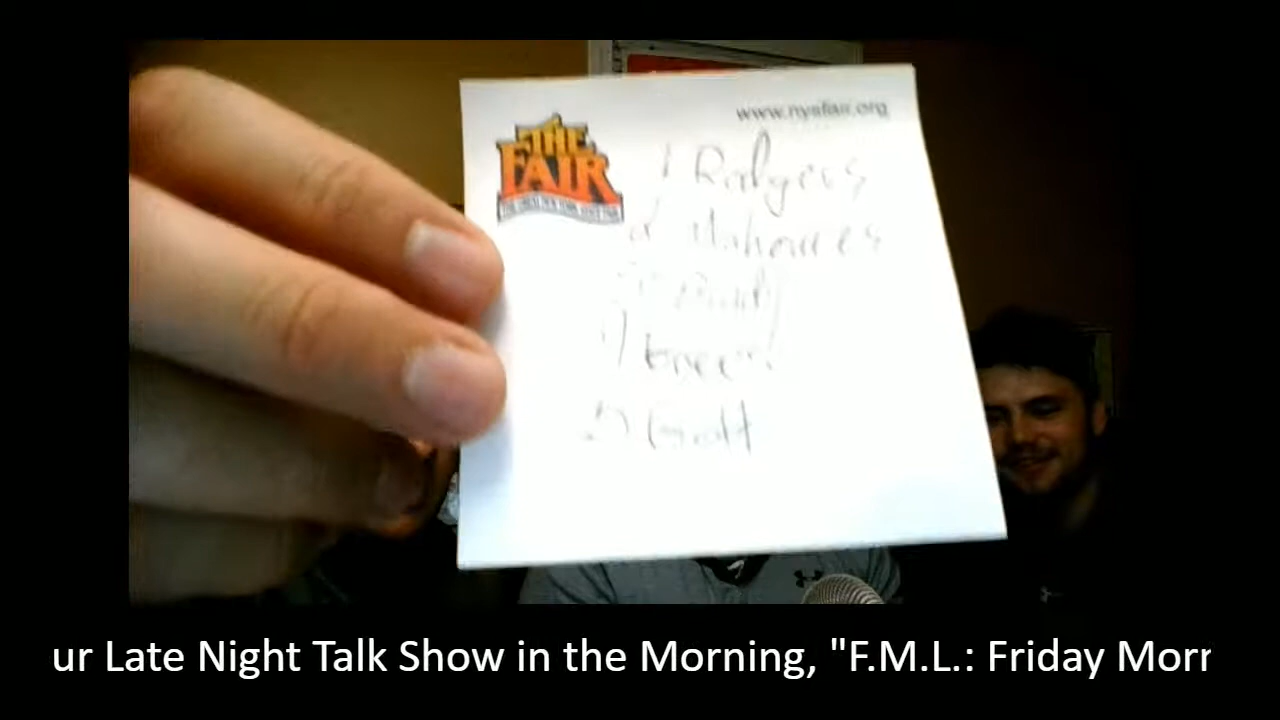 www.nysfair.org
THE
FAIR
1 Rodgers
2 Mahomes
3 Brady
4 Brees
5. Goff
ur Late Night Talk Show in the Morning, "F.M.L.: Friday Morr